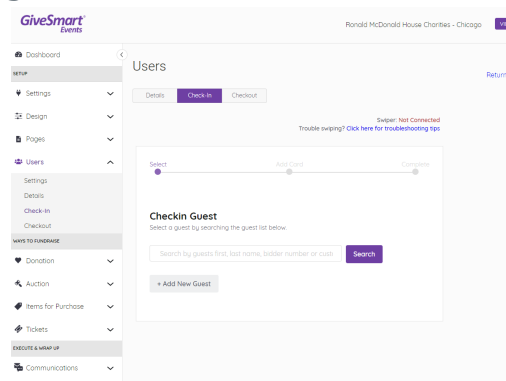 GiveSmart
Events
Ronald McDonald House Charities - Chicago
Dashboard
SETUP
Settings
Design
Pages
Users
Settings
Details
Check-In
Checkout
WAYS TO FUNDRAISE
Donation
Auction
Items for Purchase
Tickets
EXECUTE & WRAP UP
Communications
Users
Return
Details
Check-In
Checkout
Swiper: Not Connected
Trouble swiping? Click here for troubleshooting tips
Select
Add Card
Complete
Checkin Guest
Select a guest by searching the guest list below.
Search by guests first, last name, bidder number or cust
Search
+ Add New Guest